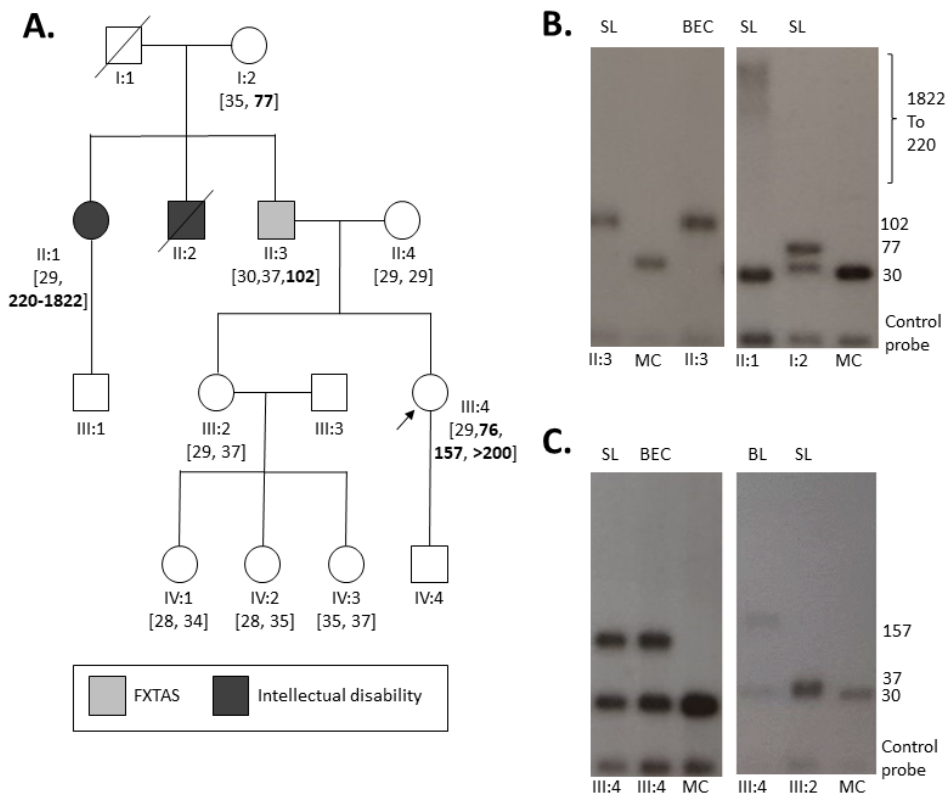 A.
I:1
I:2
[35, 77]
II:1
[29,
220-1822]
II:2
II:3
[30,37,102]
II:4
[29, 29]
III:1
III:2
[29, 37]
III:3
III:4
[29,76,
157, >200]
IV:1
[28, 34]
IV:2
[28, 35]
IV:3
[35, 37]
IV:4
FXTAS
Intellectual disability
B.
SL BEC SL SL
1822
To
220
102
77
30
Control
probe
II:3 MC II:3 II:1 I:2 MC
C.
SL BEC BL SL
157
37
30
Control
probe
III:4 III:4 MC III:4 III:2 MC